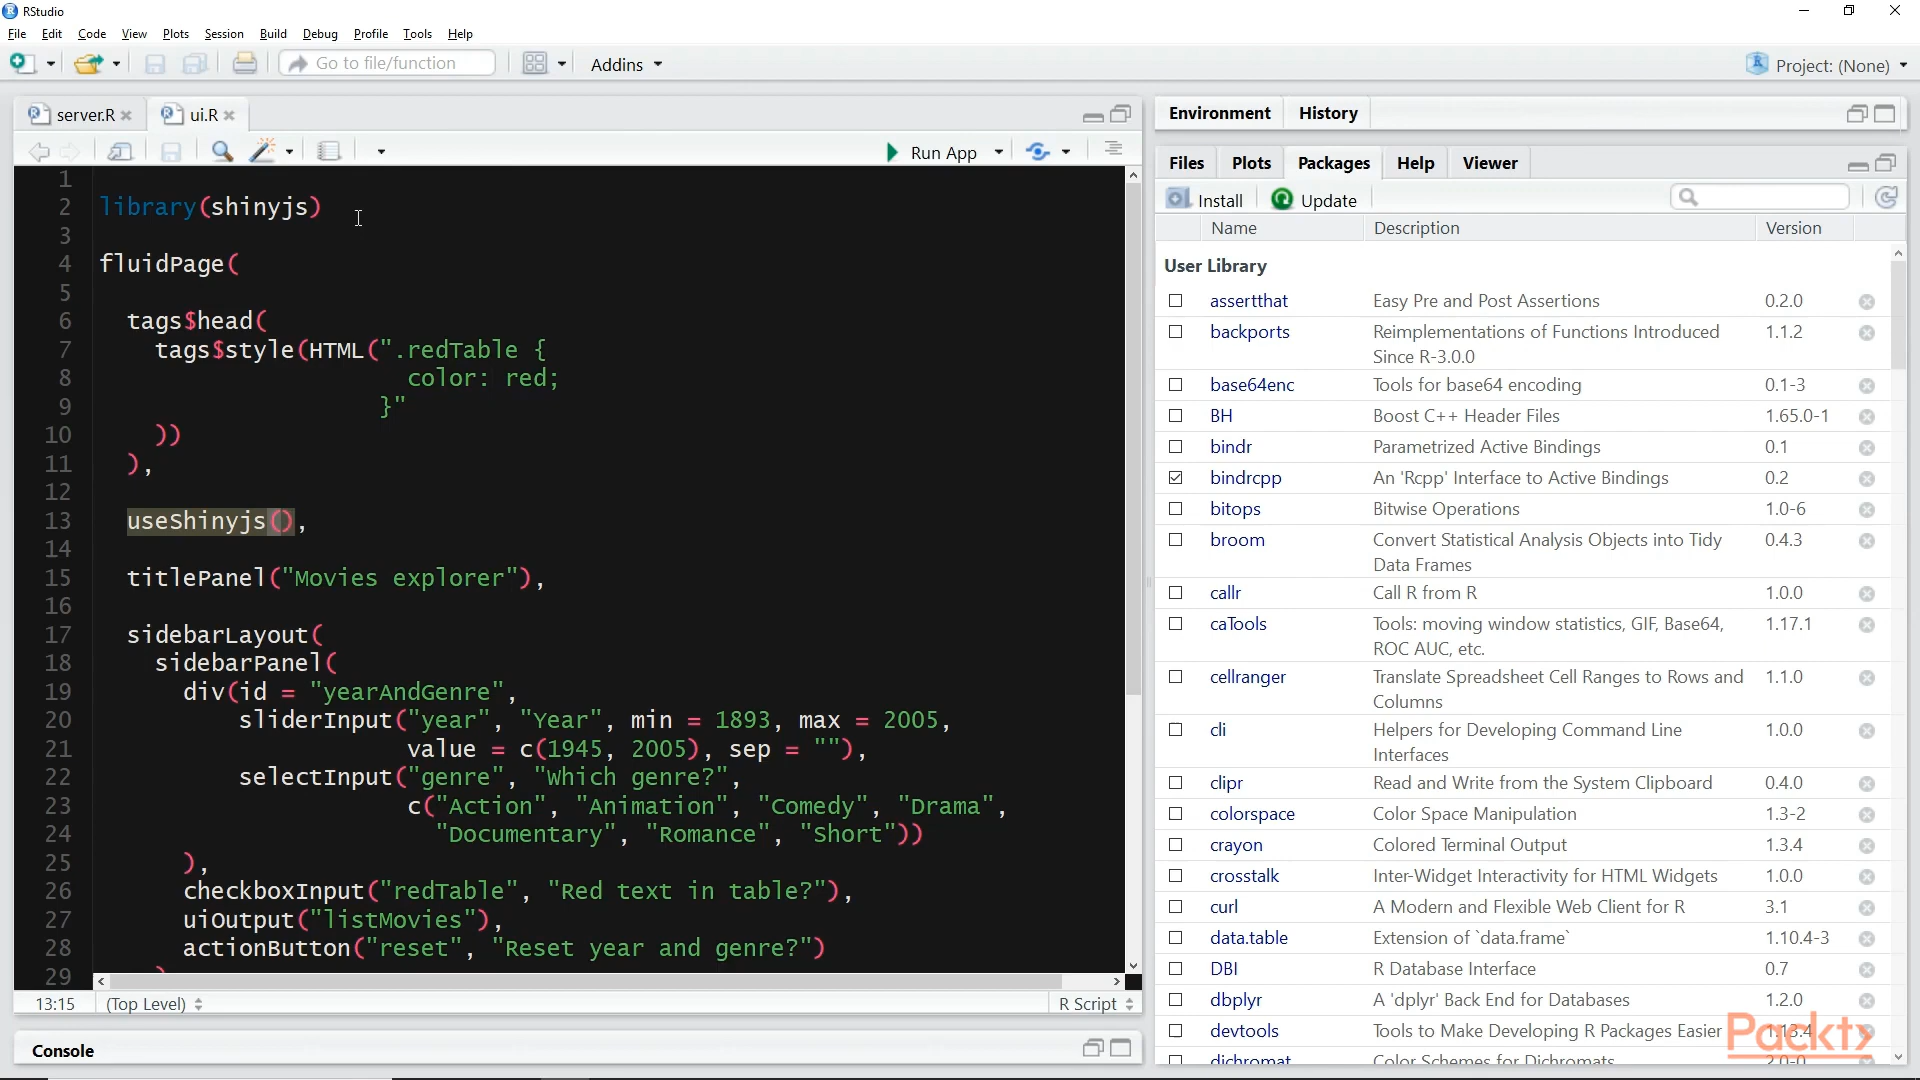 RStudio
File Edit Code View Plots Session Build Debug Profile Tools Help
Go to file/function Addins Project: (None)
server.R ui.R
Run App
1
2 library(shinyjs)
3
4 fluidPage(
5
6 tags$head(
7 tags$style(HTML(".redTable {
8 color: red;
9 }"
10 ))
11 ),
12
13 useShinyjs(),
14
15 titlePanel("Movies explorer"),
16
17 sidebarLayout(
18 sidebarPanel(
19 div(id = "yearAndGenre",
20 sliderInput("year", "Year", min = 1893, max = 2005,
21 value = c(1945, 2005), sep = ""),
22 selectInput("genre", "Which genre?",
23 c("Action", "Animation", "Comedy", "Drama",
24 "Documentary", "Romance", "Short"))
25 ),
26 checkboxInput("redTable", "Red text in table?"),
27 uiOutput("listMovies"),
28 actionButton("reset", "Reset year and genre?")
29
13:15 (Top Level) R Script
Console
Environment History
Files Plots Packages Help Viewer
Install Update
Name Description Version
User Library
assertthat Easy Pre and Post Assertions 0.2.0
backports Reimplementations of Functions Introduced 1.1.2
Since R-3.0.0
base64enc Tools for base64 encoding 0.1-3
BH Boost C++ Header Files 1.65.0-1
bindr Parametrized Active Bindings 0.1
bindrcpp An 'Rcpp' Interface to Active Bindings 0.2
bitops Bitwise Operations 1.0-6
broom Convert Statistical Analysis Objects into Tidy 0.4.3
Data Frames
callr Call R from R 1.0.0
caTools Tools: moving window statistics, GIF, Base64, 1.17.1
ROC AUC, etc.
cellranger Translate Spreadsheet Cell Ranges to Rows and 1.1.0
Columns
cli Helpers for Developing Command Line 1.0.0
Interfaces
clipr Read and Write from the System Clipboard 0.4.0
colorspace Color Space Manipulation 1.3-2
crayon Colored Terminal Output 1.3.4
crosstalk Inter-Widget Interactivity for HTML Widgets 1.0.0
curl A Modern and Flexible Web Client for R 3.1
data.table Extension of `data.frame` 1.10.4-3
DBI R Database Interface 0.7
dbplyr A 'dplyr' Back End for Databases 1.2.0
devtools Tools to Make Developing R Packages Easier 1.13.4
dichromat Color Schemes for Dichromats 2.0-0
Packt